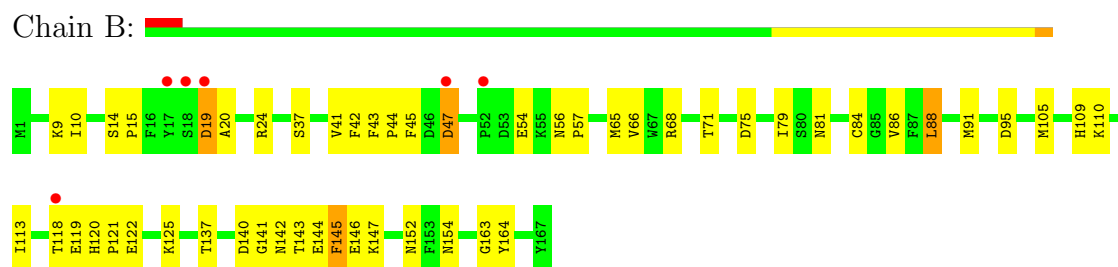 Chain B:
M1 K9 I10 S14 P15 F16 Y17 S18 D19 A20 R24 S37 V41 F42 F43 P44 F45 D46 D47 P52 D53 E54 K55 N56 P57 M65 V66 W67 R68 T71 D75 I79 S80 N81 C84 G85 V86 F87 L88 M91 D95 M105 H109 K110
I113 T118 E119 H120 P121 E122 K125 T137 D140 G141 N142 T143 E144 F145 E146 K147 N152 F153 N154 G163 Y164 Y167